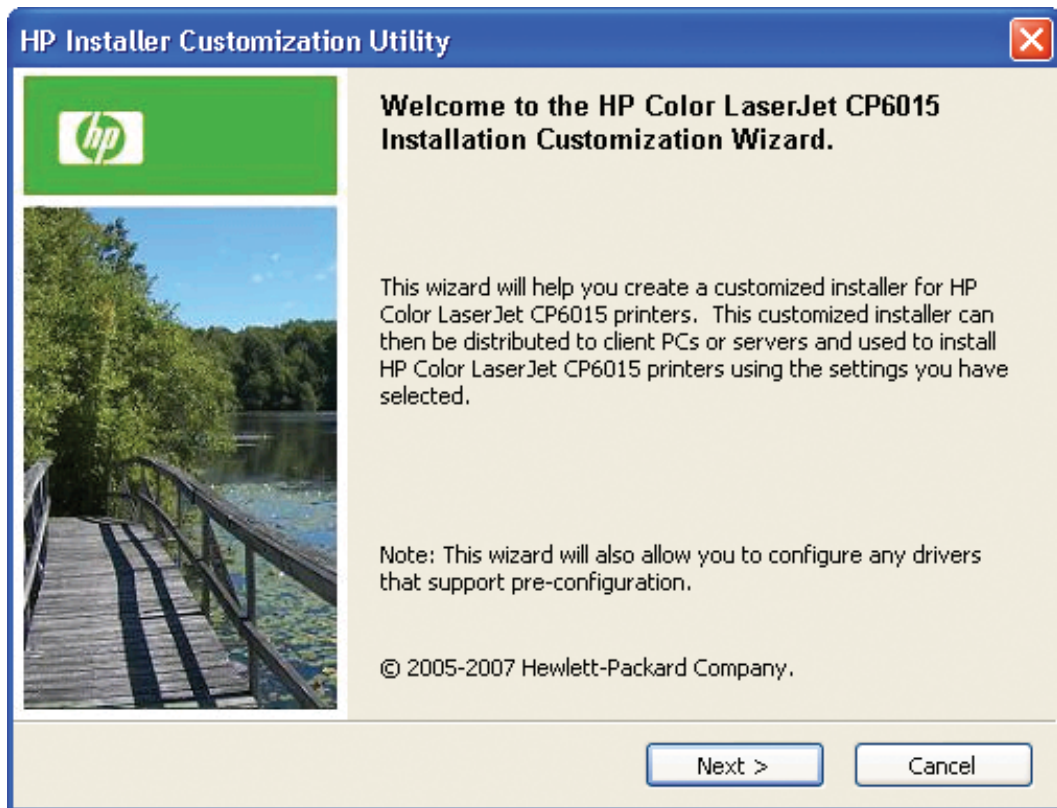 HP Installer Customization Utility
hp
Welcome to the HP Color LaserJet CP6015
Installation Customization Wizard.
This wizard will help you create a customized installer for HP
Color LaserJet CP6015 printers.  This customized installer can
then be distributed to client PCs or servers and used to install
HP Color LaserJet CP6015 printers using the settings you have
selected.
Note: This wizard will also allow you to configure any drivers
that support pre-configuration.
© 2005-2007 Hewlett-Packard Company.
Next >
Cancel